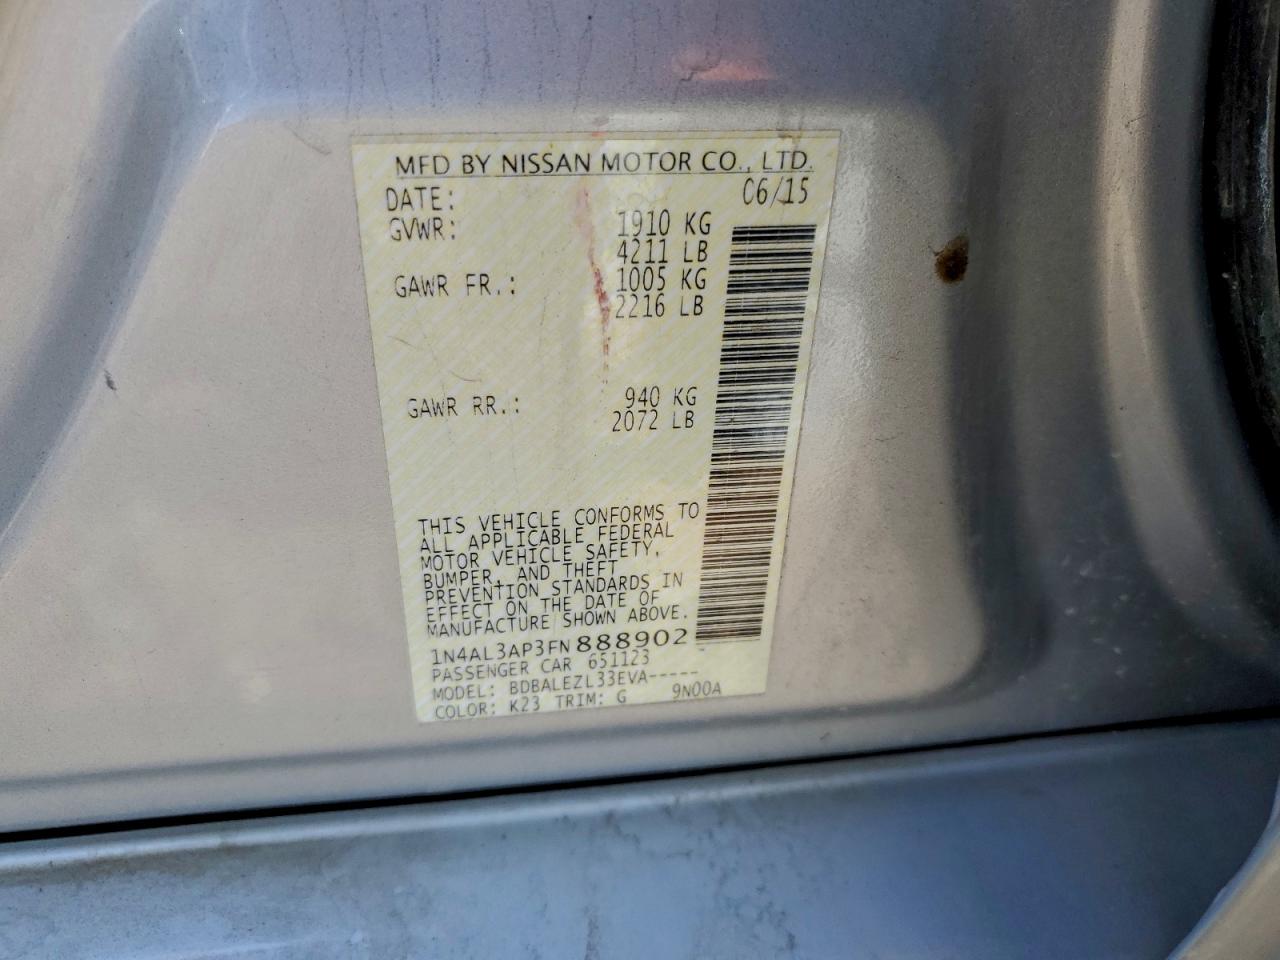 MFD BY NISSAN MOTOR CO., LTD.
DATE: 06/15
GVWR: 1910 KG
4211 LB
GAWR FR.: 1005 KG
2216 LB
GAWR RR.: 940 KG
2072 LB
THIS VEHICLE CONFORMS TO
ALL APPLICABLE FEDERAL
MOTOR VEHICLE SAFETY,
BUMPER, AND THEFT
PREVENTION STANDARDS IN
EFFECT ON THE DATE OF
MANUFACTURE SHOWN ABOVE.
1N4AL3AP3FN888902
PASSENGER CAR 651123
MODEL: BDBALEZL33EVA-----
COLOR: K23 TRIM: G 9N00A